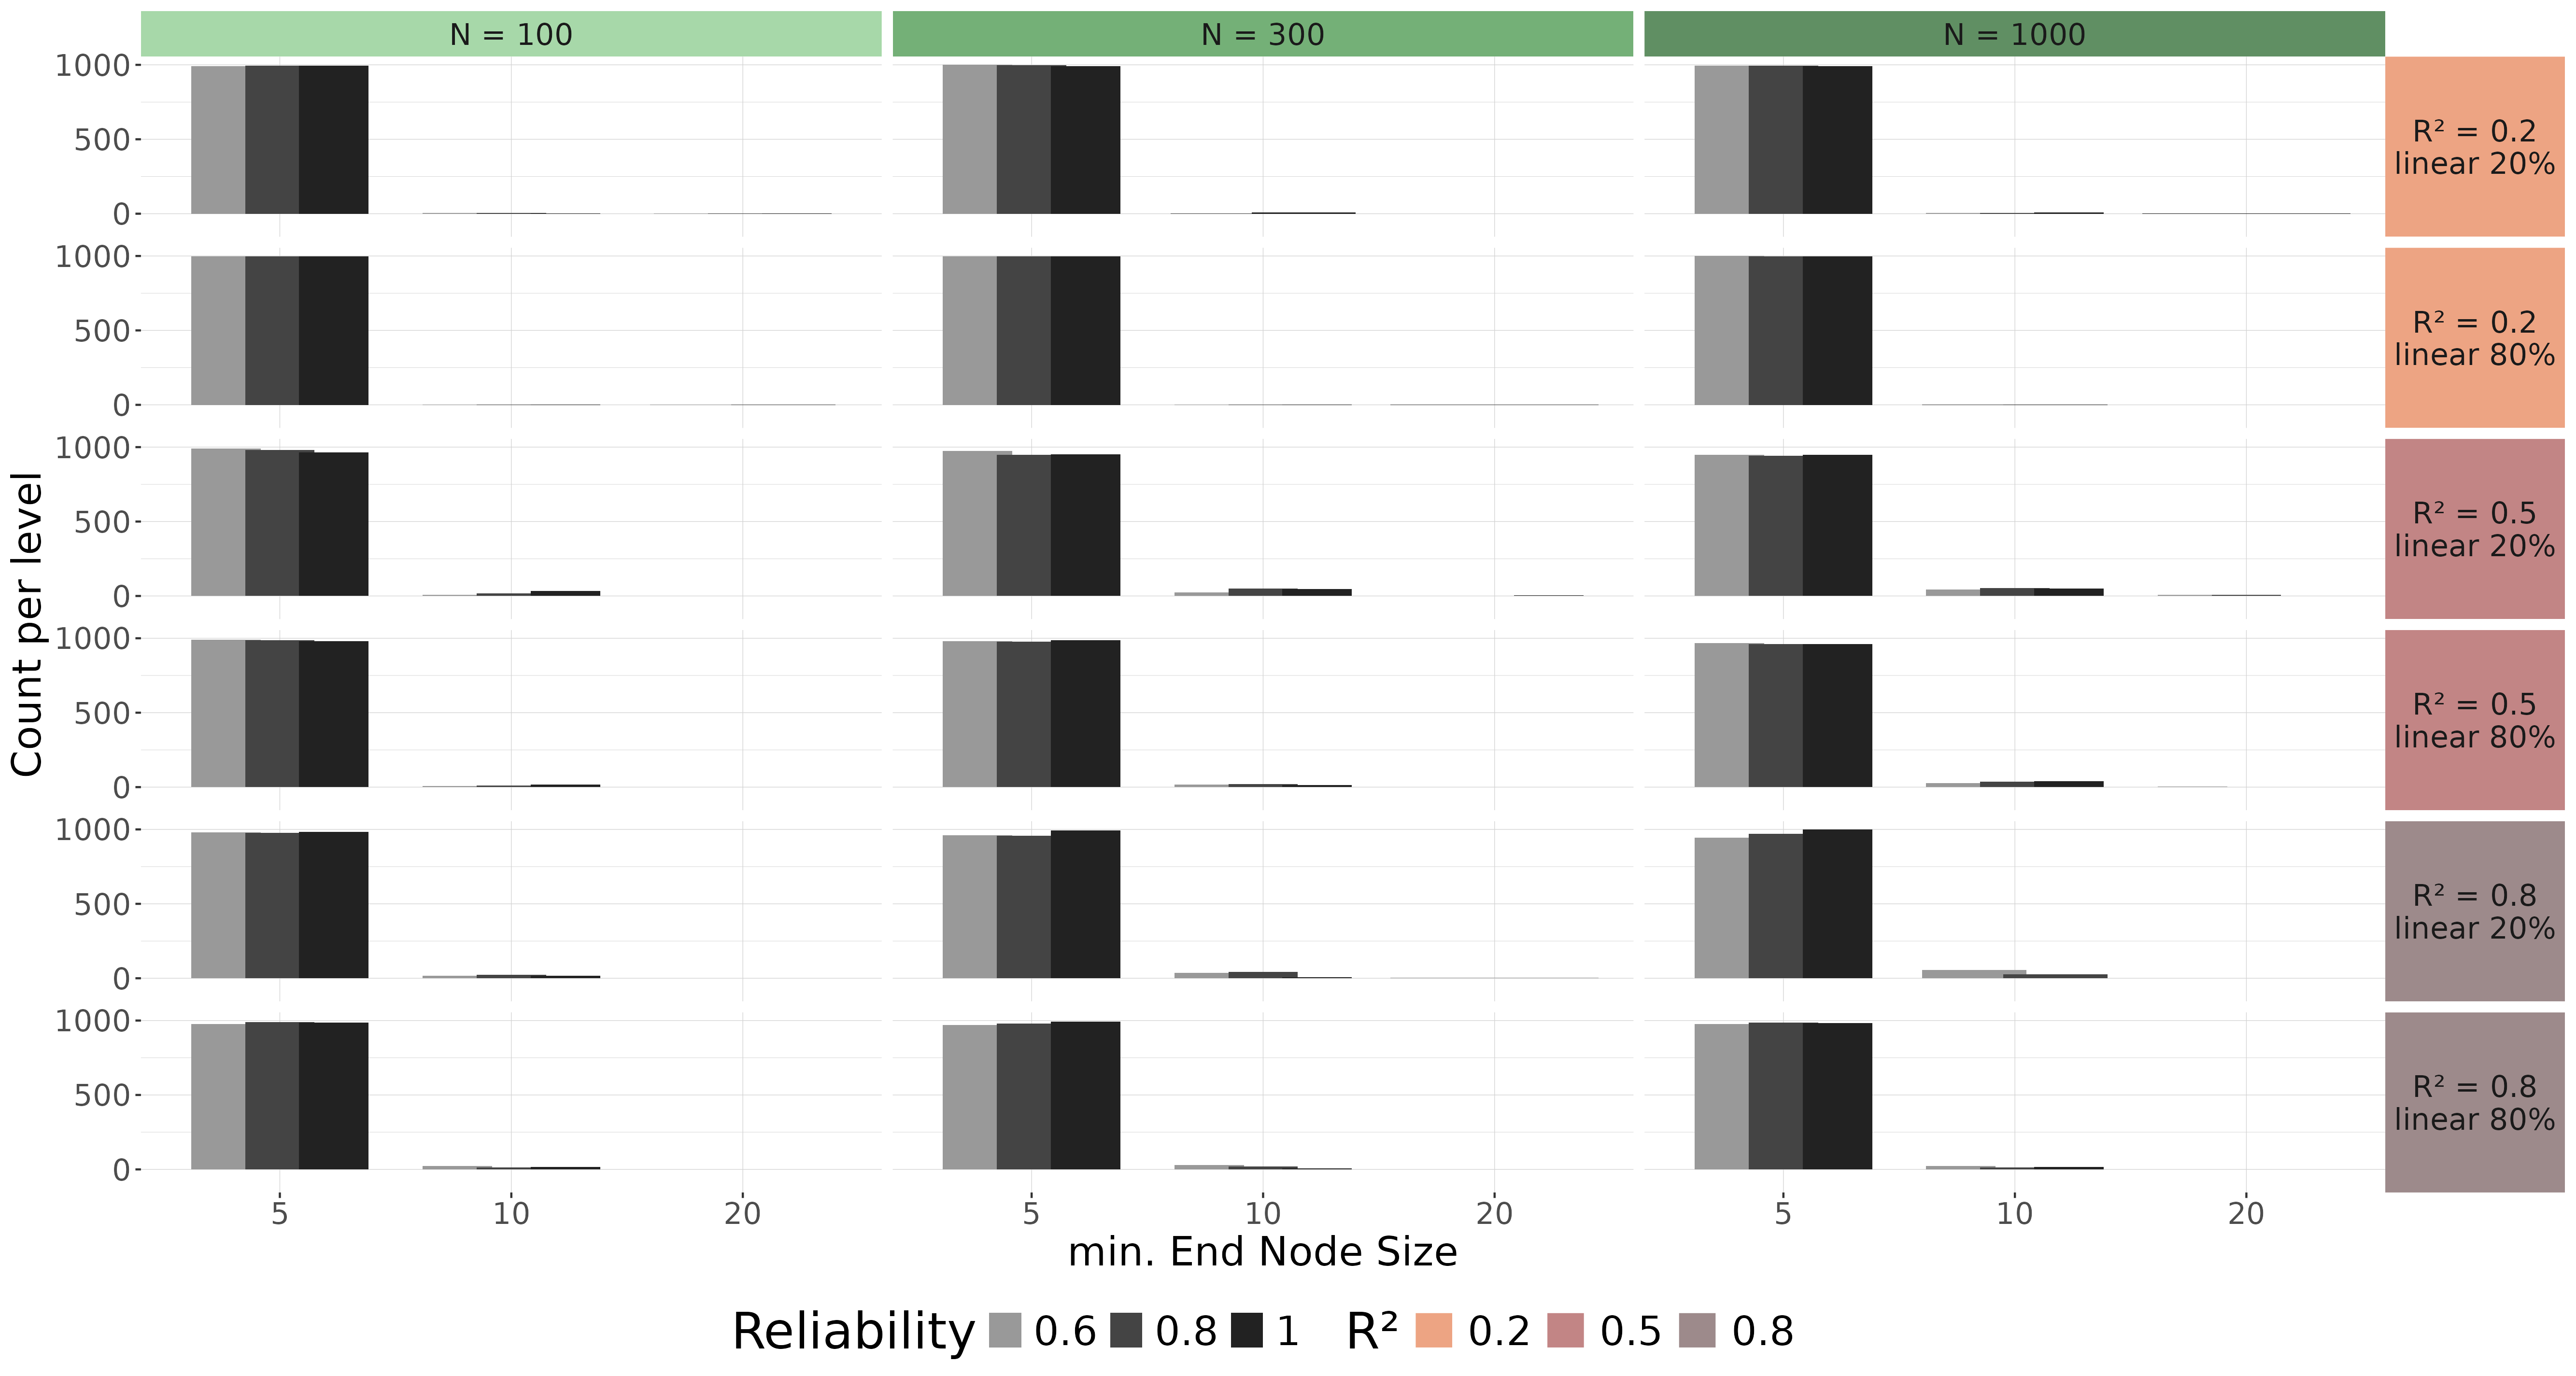 N = 100
N = 300
N = 1000
1000
500
0
R² = 0.2
linear 20%
1000
500
0
R² = 0.2
linear 80%
1000
500
0
R² = 0.5
linear 20%
1000
500
0
R² = 0.5
linear 80%
1000
500
0
R² = 0.8
linear 20%
1000
500
0
R² = 0.8
linear 80%
Count per level
5 10 20 5 10 20 5 10 20
min. End Node Size
Reliability 0.6 0.8 1 R² 0.2 0.5 0.8